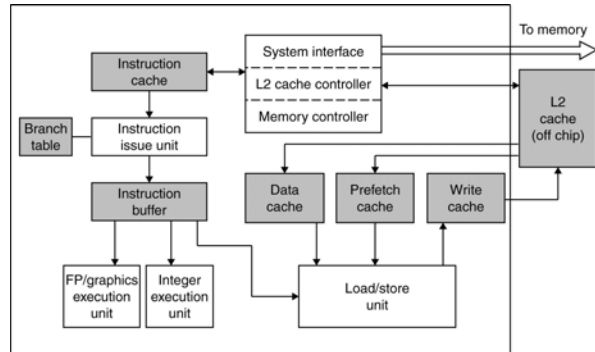 To memory
System interface
L2 cache controller
Memory controller
Instruction
cache
L2
cache
(off chip)
Branch
table
Instruction
issue unit
Instruction
buffer
Data
cache
Prefetch
cache
Write
cache
FP/graphics
execution
unit
Integer
execution
unit
Load/store
unit